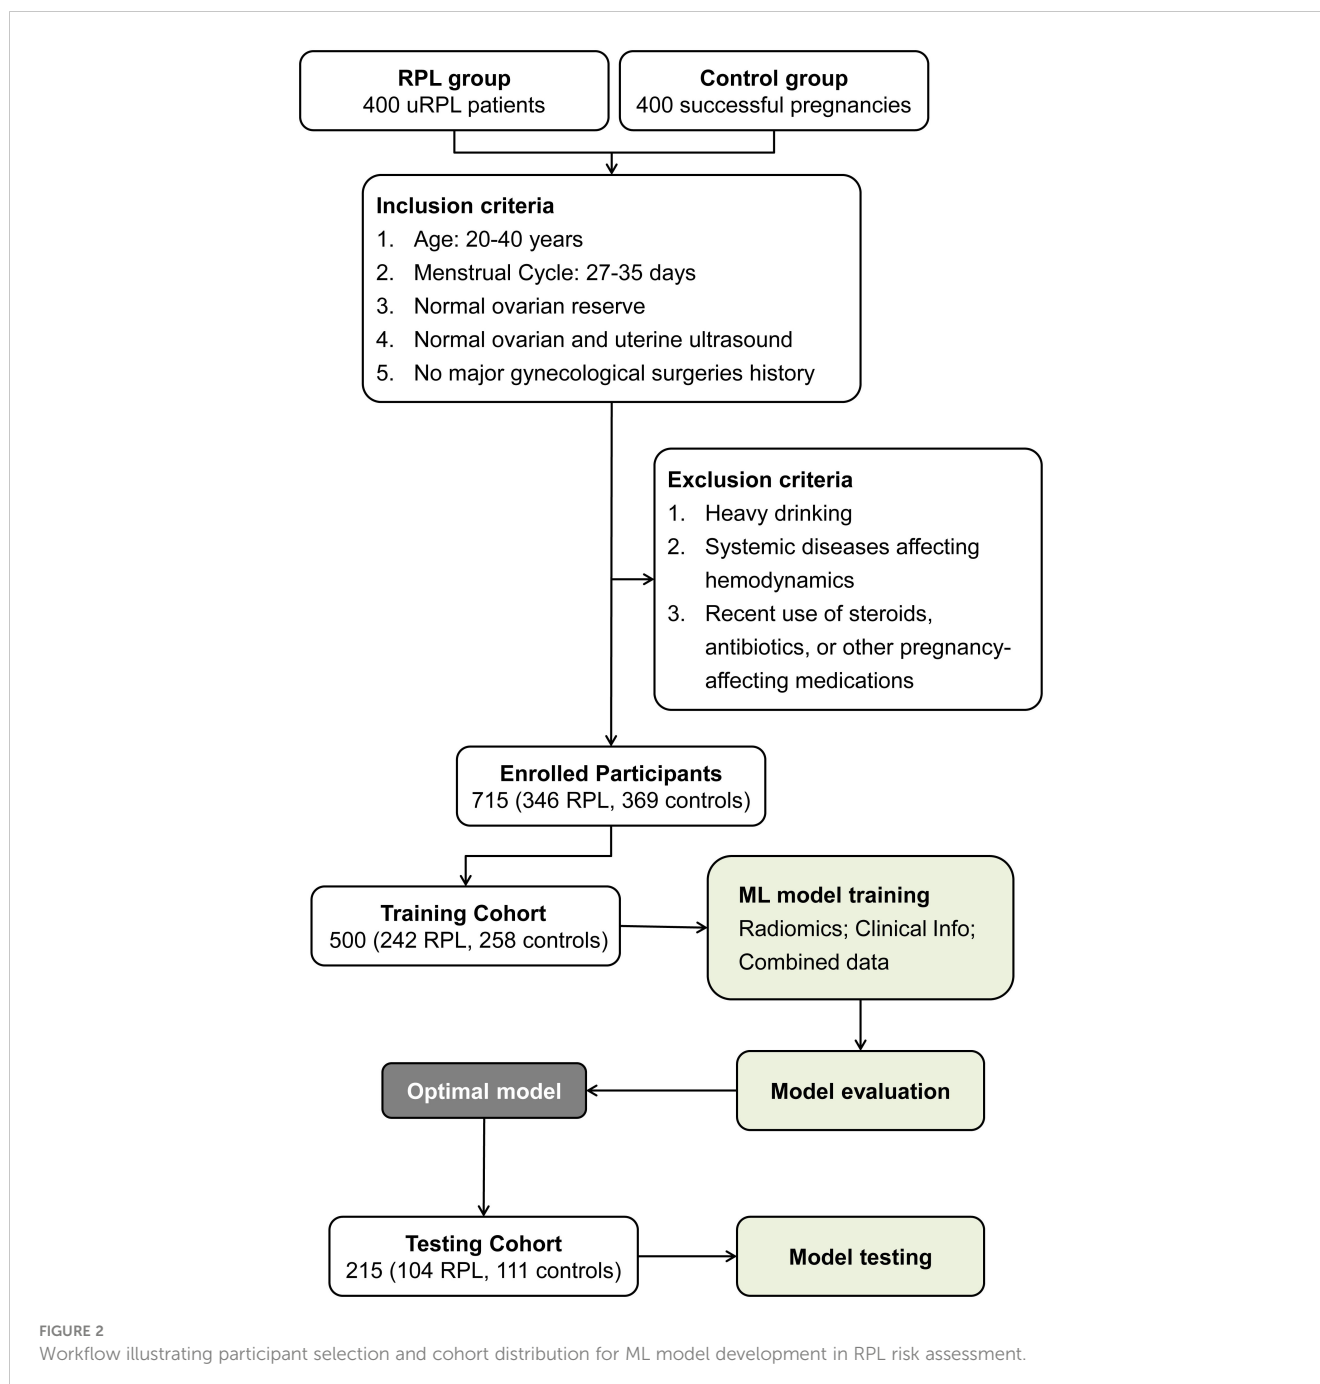 RPL group
400 uRPL patients
Control group
400 successful pregnancies
Inclusion criteria
1. Age: 20-40 years
2. Menstrual Cycle: 27-35 days
3. Normal ovarian reserve
4. Normal ovarian and uterine ultrasound
5. No major gynecological surgeries history
Exclusion criteria
1. Heavy drinking
2. Systemic diseases affecting
hemodynamics
3. Recent use of steroids,
antibiotics, or other pregnancy-
affecting medications
Enrolled Participants
715 (346 RPL, 369 controls)
Training Cohort
500 (242 RPL, 258 controls)
ML model training
Radiomics; Clinical Info;
Combined data
Optimal model
Model evaluation
Testing Cohort
215 (104 RPL, 111 controls)
Model testing
FIGURE 2
Workflow illustrating participant selection and cohort distribution for ML model development in RPL risk assessment.